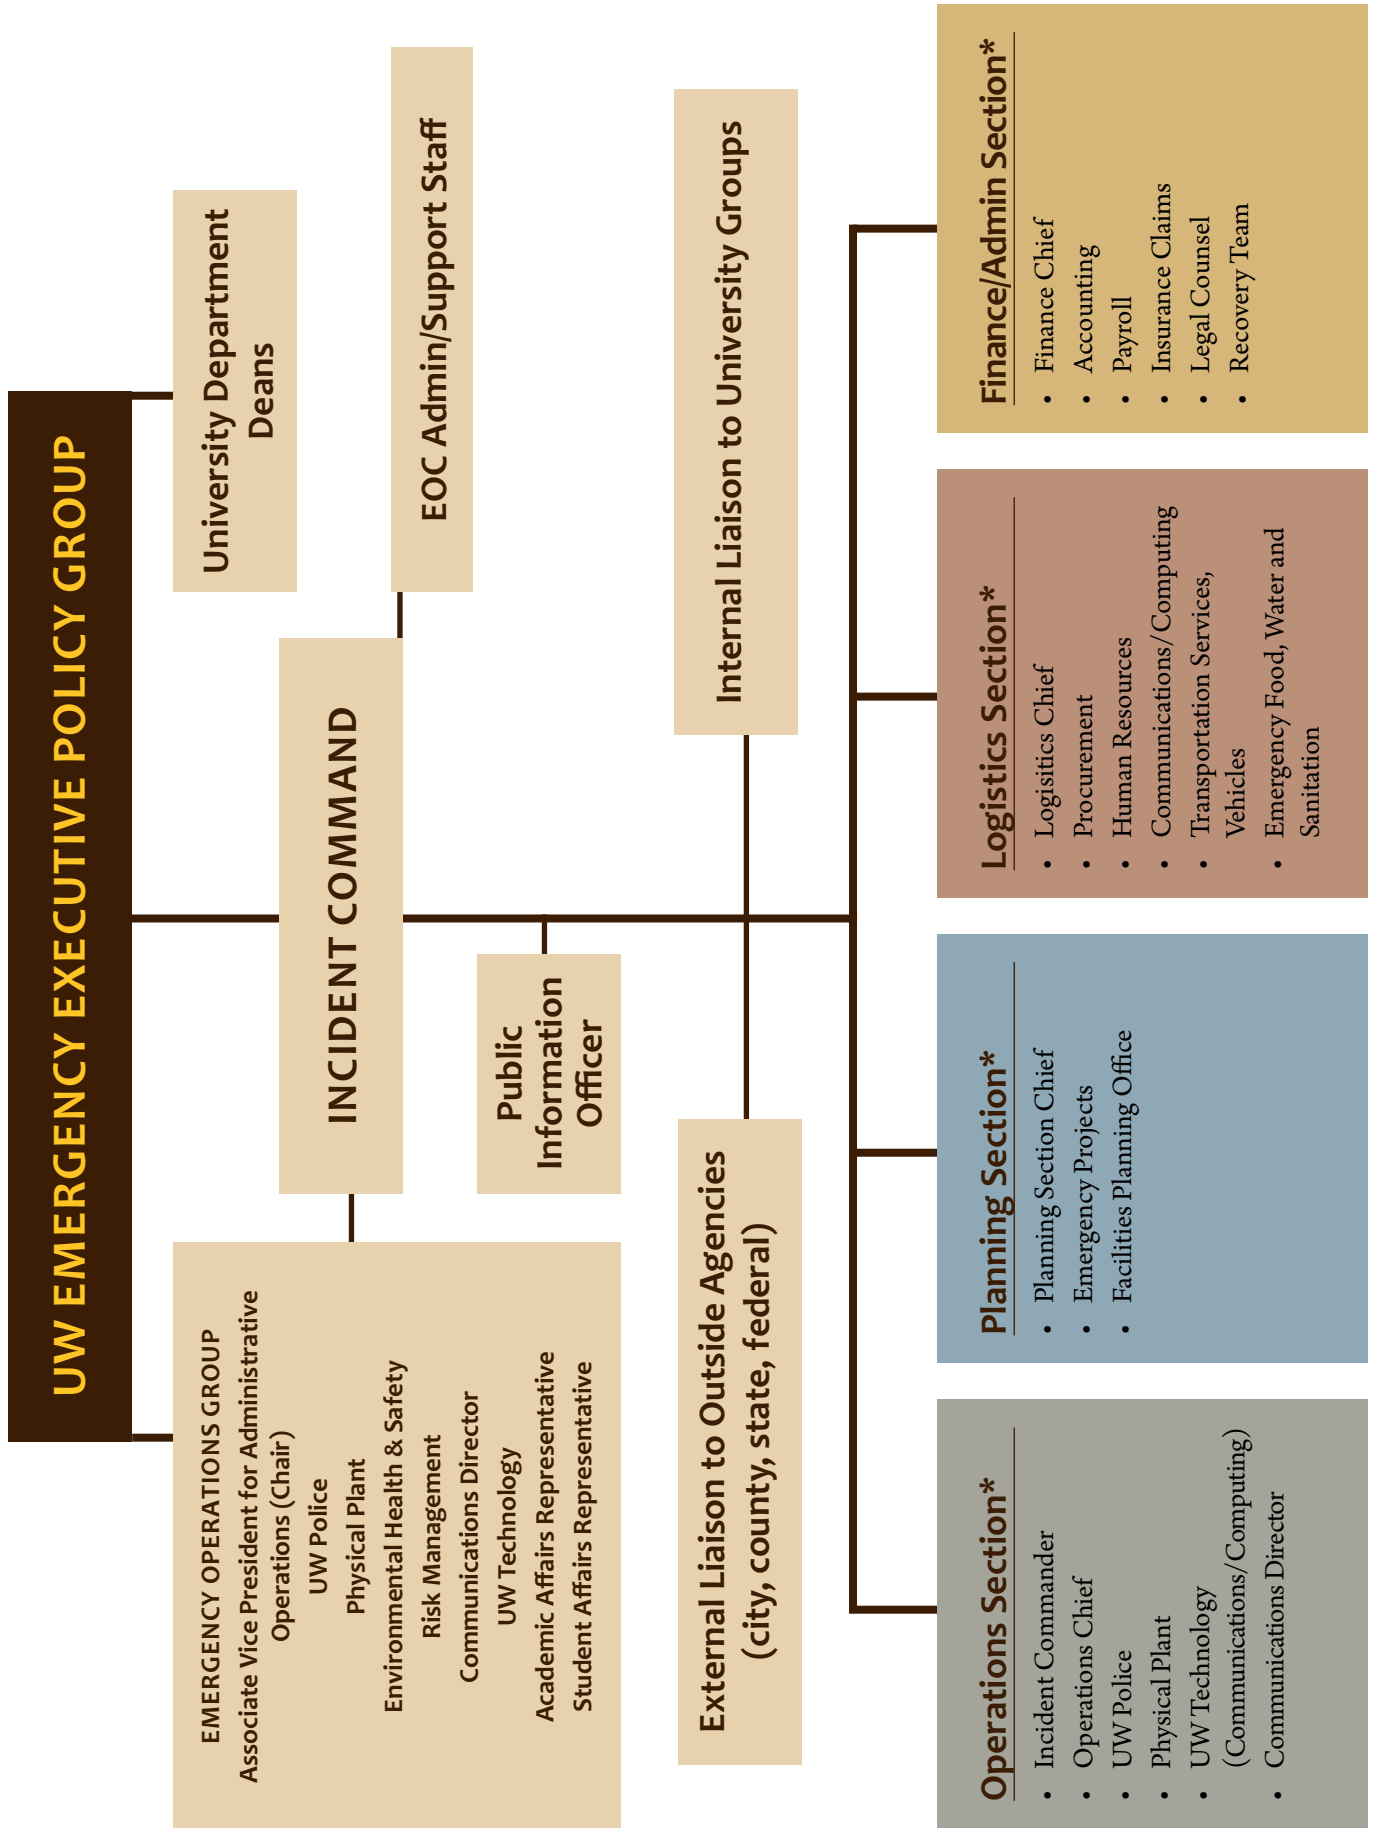 UW EMERGENCY EXECUTIVE POLICY GROUP
EMERGENCY OPERATIONS GROUP
Associate Vice President for Administrative
Operations (Chair)
UW Police
Physical Plant
Environmental Health & Safety
Risk Management
Communications Director
UW Technology
Academic Affairs Representative
Student Affairs Representative
University Department
Deans
INCIDENT COMMAND
EOC Admin/Support Staff
Public
Information
Officer
External Liaison to Outside Agencies
(city, county, state, federal)
Internal Liaison to University Groups
Operations Section*
• Incident Commander
• Operations Chief
• UW Police
• Physical Plant
• UW Technology
(Communications/Computing)
• Communications Director
Planning Section*
• Planning Section Chief
• Emergency Projects
• Facilities Planning Office
Logistics Section*
• Logisitics Chief
• Procurement
• Human Resources
• Communications/Computing
• Transportation Services,
Vehicles
• Emergency Food, Water and
Sanitation
Finance/Admin Section*
• Finance Chief
• Accounting
• Payroll
• Insurance Claims
• Legal Counsel
• Recovery Team